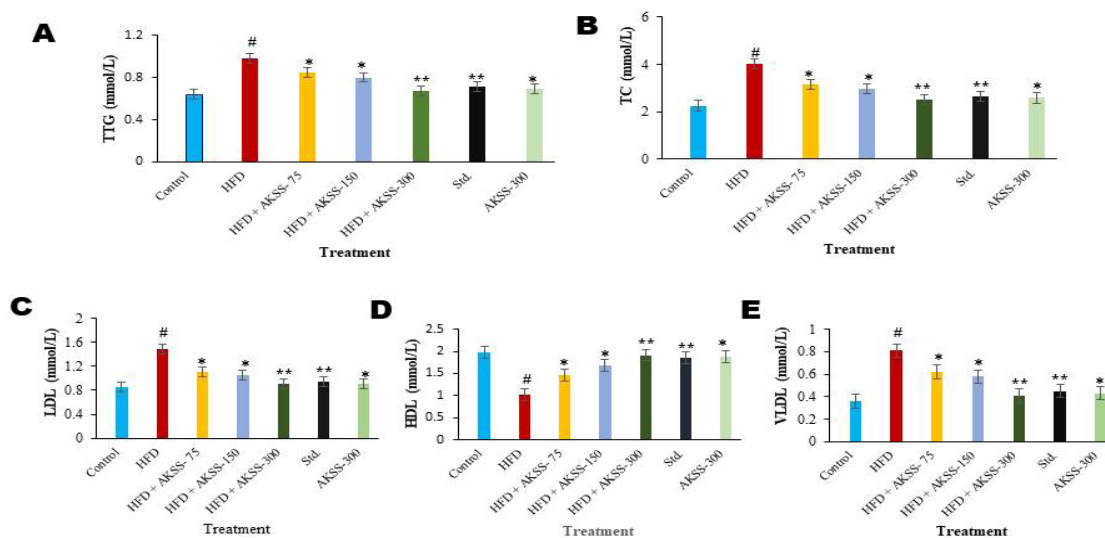 A
TTG (mmol/L)
1.2
0.8
0.4
0
#
*
*
**
**
*
Control
HFD
HFD + AKSS- 75
HFD + AKSS-150
HFD + AKSS-300
Std.
AKSS-300
Treatment
B
TC (mmol/L)
6
4
2
0
#
*
*
**
**
*
Control
HFD
HFD + AKSS- 75
HFD + AKSS-150
HFD + AKSS-300
Std.
AKSS-300
Treatment
C
LDL (mmol/L)
2
1.6
1.2
0.8
0.4
0
#
*
*
**
**
*
Control
HFD
HFD + AKSS- 75
HFD + AKSS-150
HFD + AKSS-300
Std.
AKSS-300
Treatment
D
HDL (mmol/L)
2.5
2
1.5
1
0.5
0
#
*
*
**
**
*
Control
HFD
HFD + AKSS- 75
HFD + AKSS-150
HFD + AKSS-300
Std.
AKSS-300
Treatment
E
VLDL (mmol/L)
1
0.8
0.6
0.4
0.2
0
#
*
*
**
**
*
Control
HFD
HFD + AKSS- 75
HFD + AKSS-150
HFD + AKSS-300
Std.
AKSS-300
Treatment